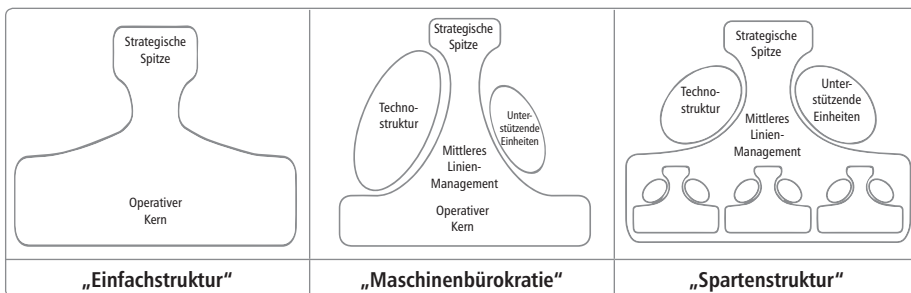 Strategische
Spitze
Operativer
Kern
„Einfachstruktur“
Strategische
Spitze
Techno-
struktur
Unter-
stützende
Einheiten
Mittleres
Linien-
Management
Operativer
Kern
„Maschinenbürokratie“
Strategische
Spitze
Techno-
struktur
Unter-
stützende
Einheiten
Mittleres
Linien-
Management
„Spartenstruktur“